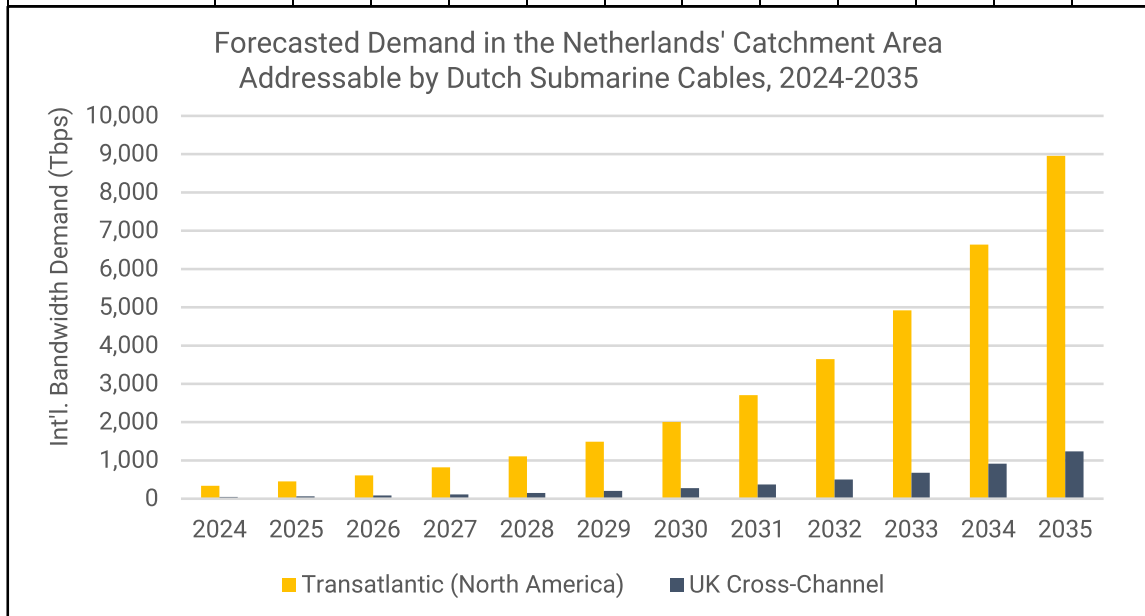 Forecasted Demand in the Netherlands' Catchment Area
Addressable by Dutch Submarine Cables, 2024-2035
Int'l. Bandwidth Demand (Tbps)
10,000
9,000
8,000
7,000
6,000
5,000
4,000
3,000
2,000
1,000
0
2024 2025 2026 2027 2028 2029 2030 2031 2032 2033 2034 2035
Transatlantic (North America) UK Cross-Channel